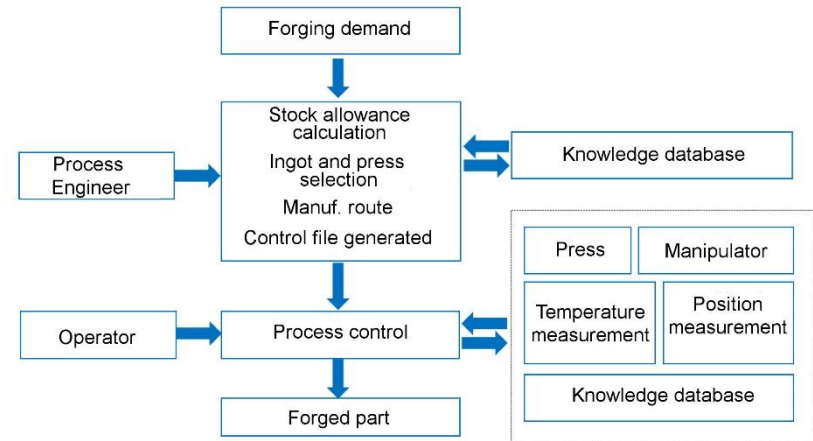 Forging demand
Stock allowance
calculation
Ingot and press
selection
Manuf. route
Control file generated
Process
Engineer
Knowledge database
Press
Manipulator
Temperature
measurement
Position
measurement
Knowledge database
Operator
Process control
Forged part